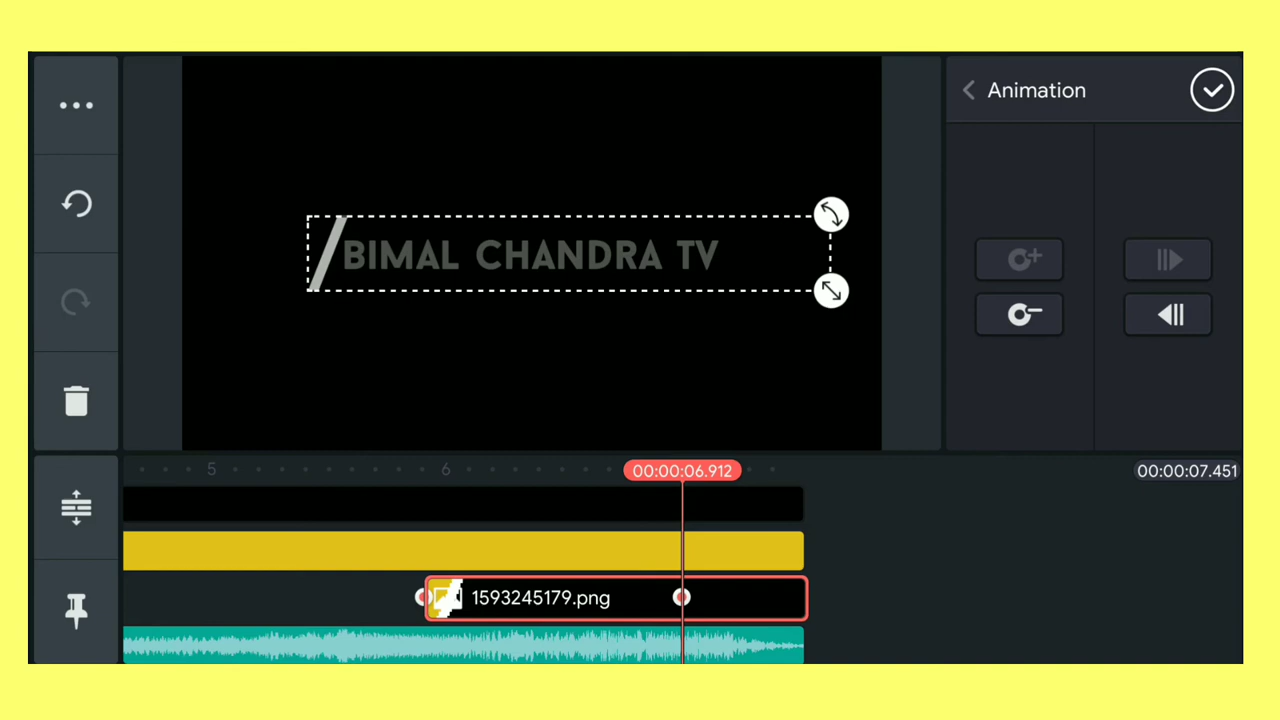 Animation
BIMAL CHANDRA TV
5
6
00:00:06.912
00:00:07.451
1593245179.png